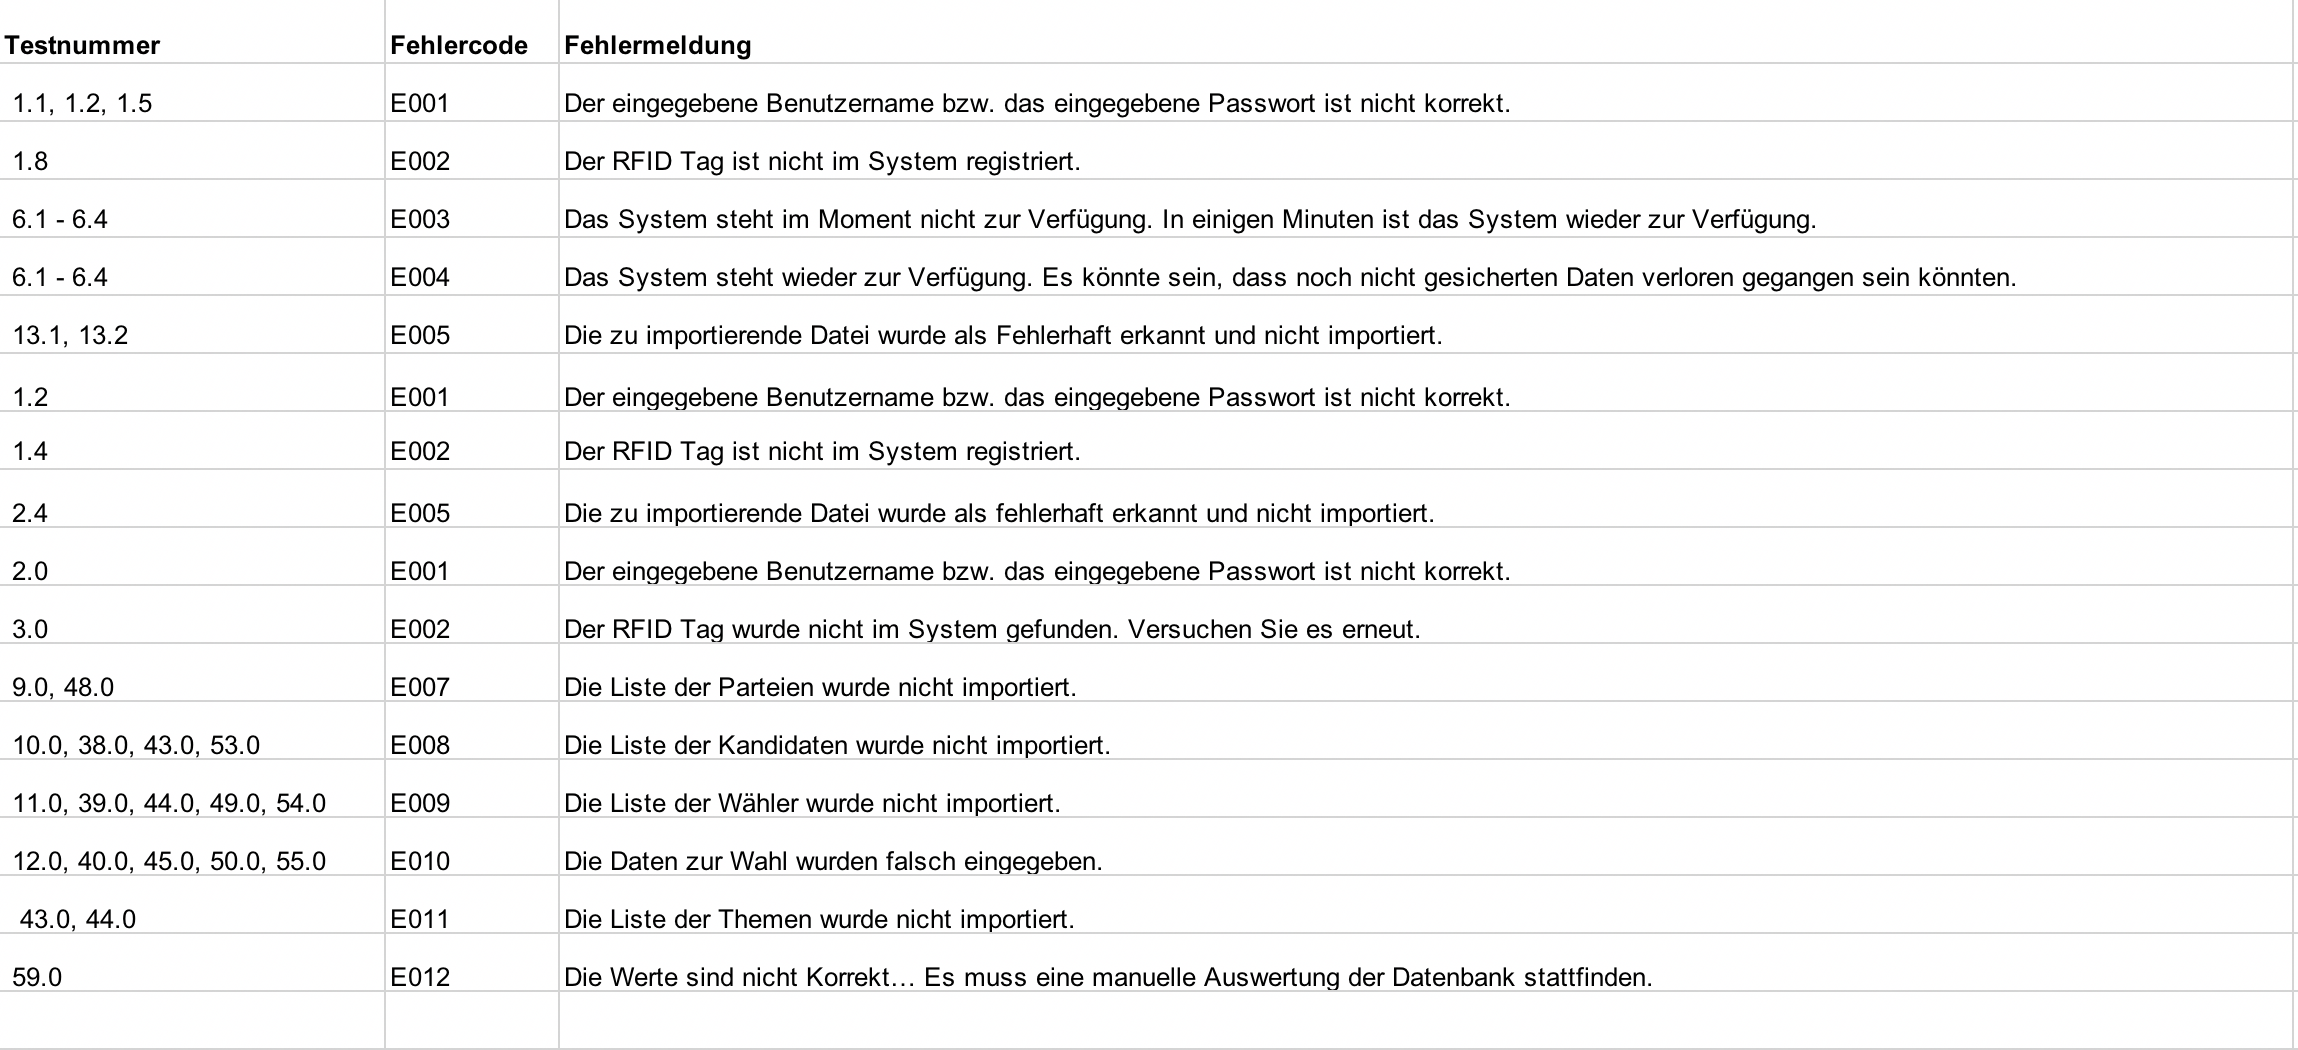 Testnummer Fehlercode Fehlermeldung
1.1, 1.2, 1.5 E001 Der eingegebene Benutzername bzw. das eingegebene Passwort ist nicht korrekt.
1.8 E002 Der RFID Tag ist nicht im System registriert.
6.1 - 6.4 E003 Das System steht im Moment nicht zur Verfügung. In einigen Minuten ist das System wieder zur Verfügung.
6.1 - 6.4 E004 Das System steht wieder zur Verfügung. Es könnte sein, dass noch nicht gesicherten Daten verloren gegangen sein könnten.
13.1, 13.2 E005 Die zu importierende Datei wurde als Fehlerhaft erkannt und nicht importiert.
1.2 E001 Der eingegebene Benutzername bzw. das eingegebene Passwort ist nicht korrekt.
1.4 E002 Der RFID Tag ist nicht im System registriert.
2.4 E005 Die zu importierende Datei wurde als fehlerhaft erkannt und nicht importiert.
2.0 E001 Der eingegebene Benutzername bzw. das eingegebene Passwort ist nicht korrekt.
3.0 E002 Der RFID Tag wurde nicht im System gefunden. Versuchen Sie es erneut.
9.0, 48.0 E007 Die Liste der Parteien wurde nicht importiert.
10.0, 38.0, 43.0, 53.0 E008 Die Liste der Kandidaten wurde nicht importiert.
11.0, 39.0, 44.0, 49.0, 54.0 E009 Die Liste der Wähler wurde nicht importiert.
12.0, 40.0, 45.0, 50.0, 55.0 E010 Die Daten zur Wahl wurden falsch eingegeben.
43.0, 44.0 E011 Die Liste der Themen wurde nicht importiert.
59.0 E012 Die Werte sind nicht Korrekt… Es muss eine manuelle Auswertung der Datenbank stattfinden.